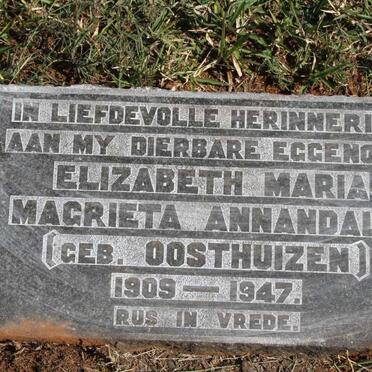 IN LIEFDEVOLLE HERINNERI
AAN MY DIERBARE EGGENO
ELIZABETH MARIA
MAGRIETA ANNANDAL
(GEB. OOSTHUIZEN)
1909 — 1947.
RUS IN VREDE.